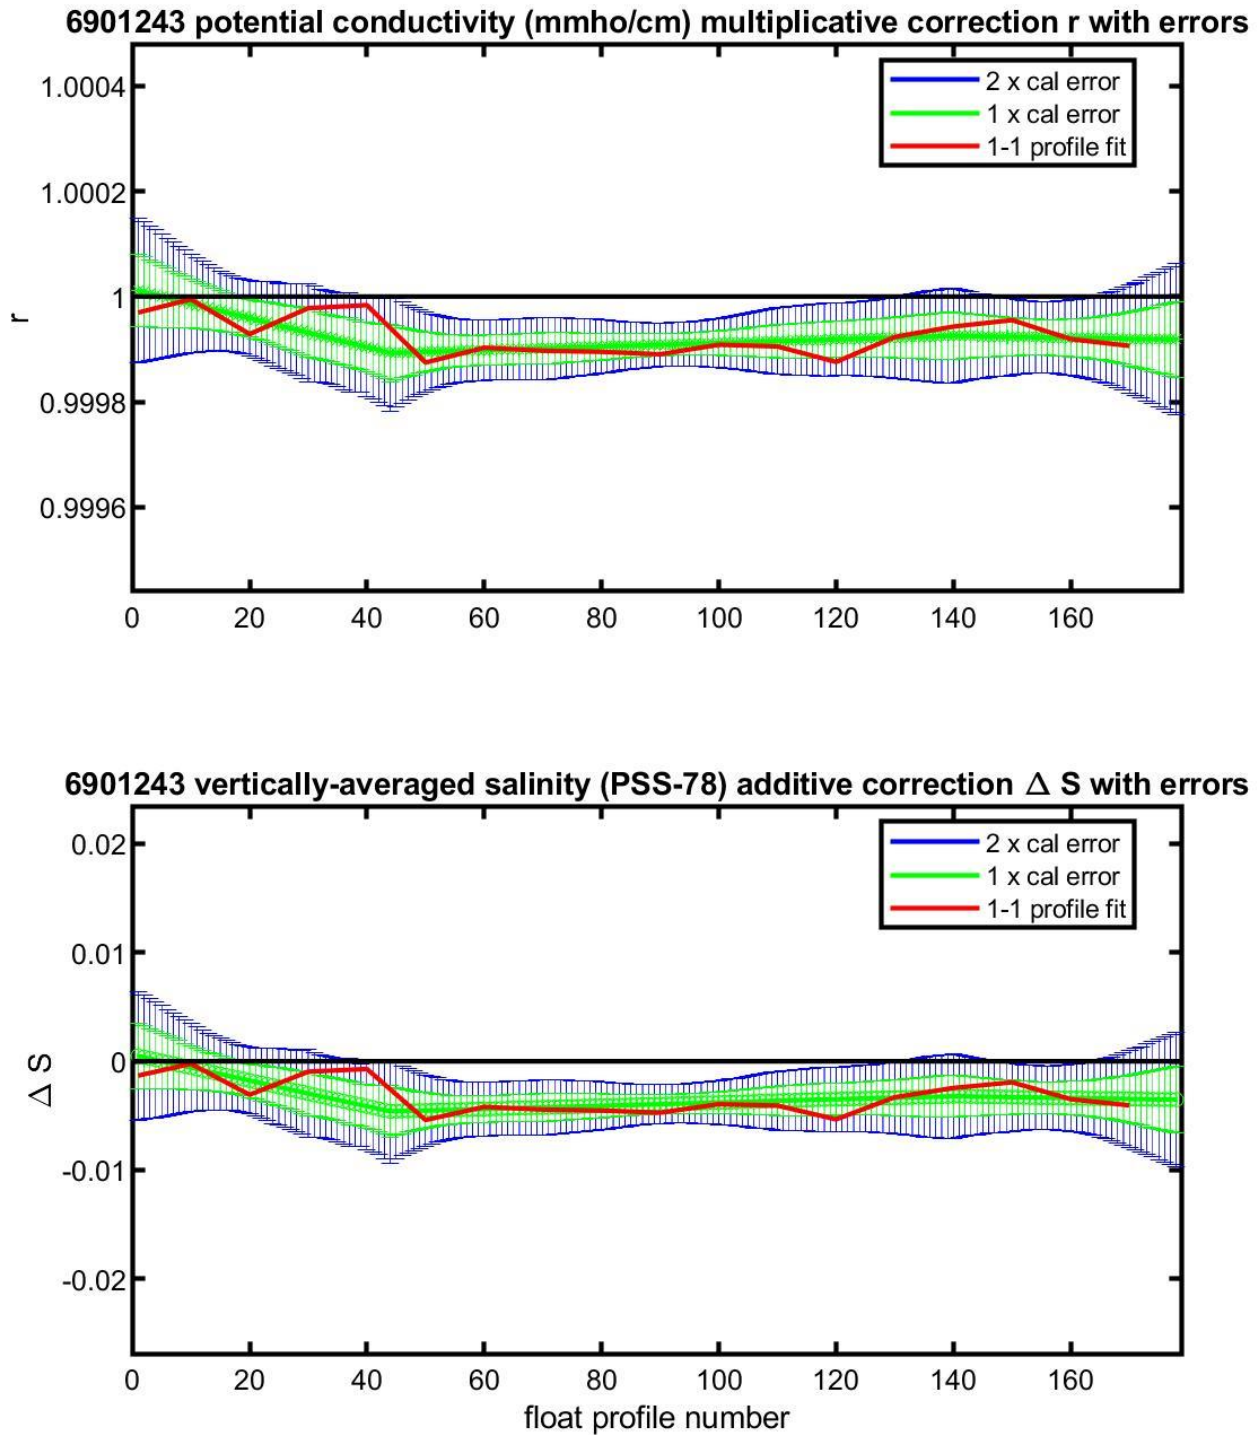 6901243 potential conductivity (mmho/cm) multiplicative correction r with errors
2 x cal error
1 x cal error
1-1 profile fit
1.0004
1.0002
1
0.9998
0.9996
r
0 20 40 60 80 100 120 140 160
6901243 vertically-averaged salinity (PSS-78) additive correction Δ S with errors
2 x cal error
1 x cal error
1-1 profile fit
0.02
0.01
0
-0.01
-0.02
Δ S
0 20 40 60 80 100 120 140 160
float profile number